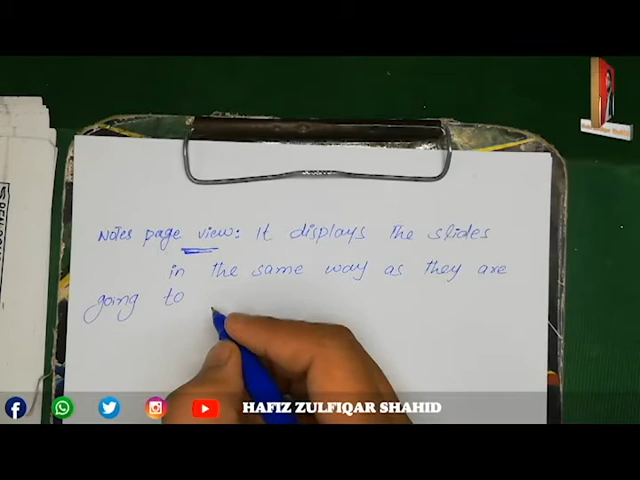 Notes page view: It displays the slides
in the same way as they are
going to
HAFIZ ZULFIQAR SHAHID